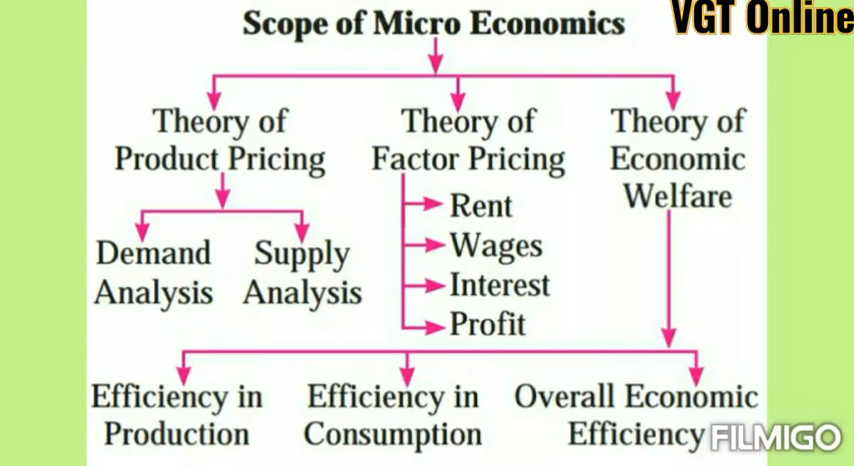 Scope of Micro Economics
VGT Online
Theory of
Product Pricing
Theory of
Factor Pricing
Theory of
Economic
Welfare
Demand
Analysis
Supply
Analysis
Rent
Wages
Interest
Profit
Efficiency in
Production
Efficiency in
Consumption
Overall Economic
Efficiency
FILMIGO